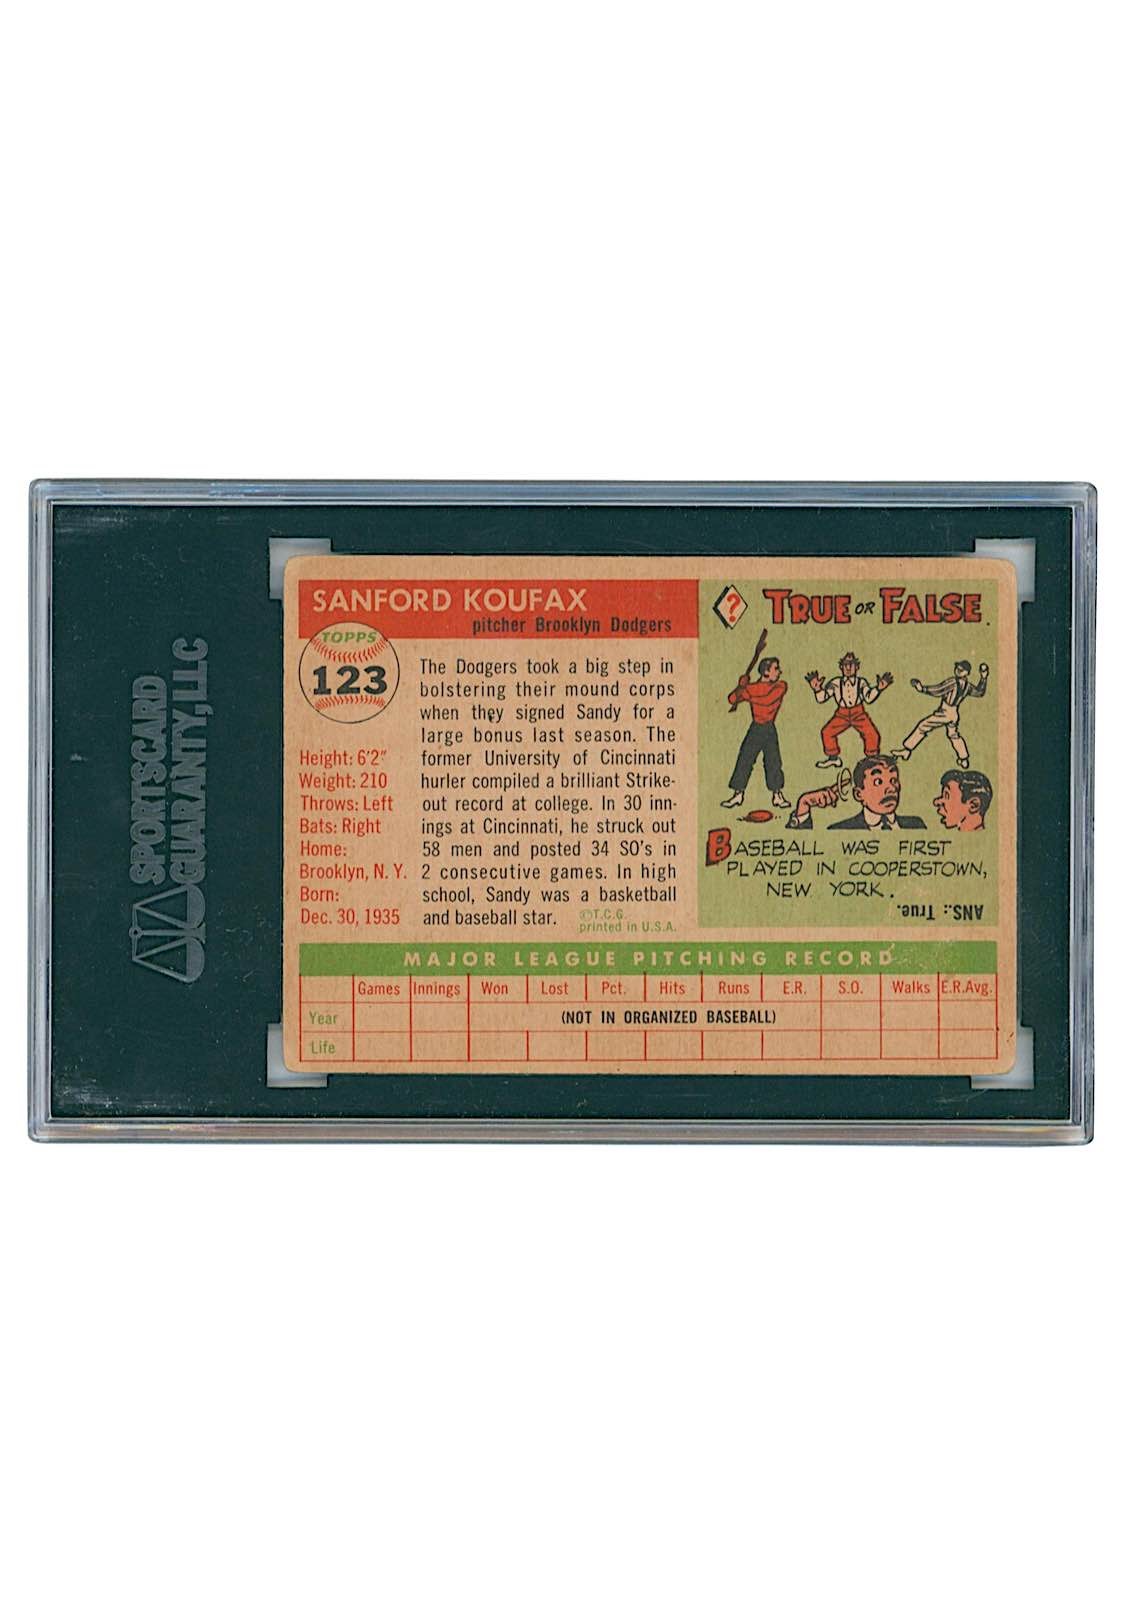 SPORTSCARD
GUARANTY, LLC
SANFORD KOUFAX
pitcher Brooklyn Dodgers
TOPPS
123
Height: 6'2"
Weight: 210
Throws: Left
Bats: Right
Home:
Brooklyn, N. Y.
Born:
Dec. 30, 1935
The Dodgers took a big step in
bolstering their mound corps
when they signed Sandy for a
large bonus last season. The
former University of Cincinnati
hurler compiled a brilliant Strike-
out record at college. In 30 inn-
ings at Cincinnati, he struck out
58 men and posted 34 SO's in
2 consecutive games. In high
school, Sandy was a basketball
and baseball star.
©T.C.G.
printed in U.S.A.
? TRUE OR FALSE.
BASEBALL WAS FIRST
PLAYED IN COOPERSTOWN,
NEW YORK.
ANS.: True.
MAJOR LEAGUE PITCHING RECORD
Games Innings Won Lost Pct. Hits Runs E.R. S.O. Walks E.R.Avg.
Year (NOT IN ORGANIZED BASEBALL)
Life